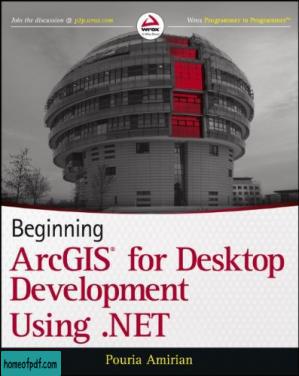 Join the discussion @ p2p.wrox.com
wrox
Wrox Programmer to Programmer™
Beginning
ArcGIS® for Desktop
Development
Using .NET
homeofpdf.com
Pouria Amirian